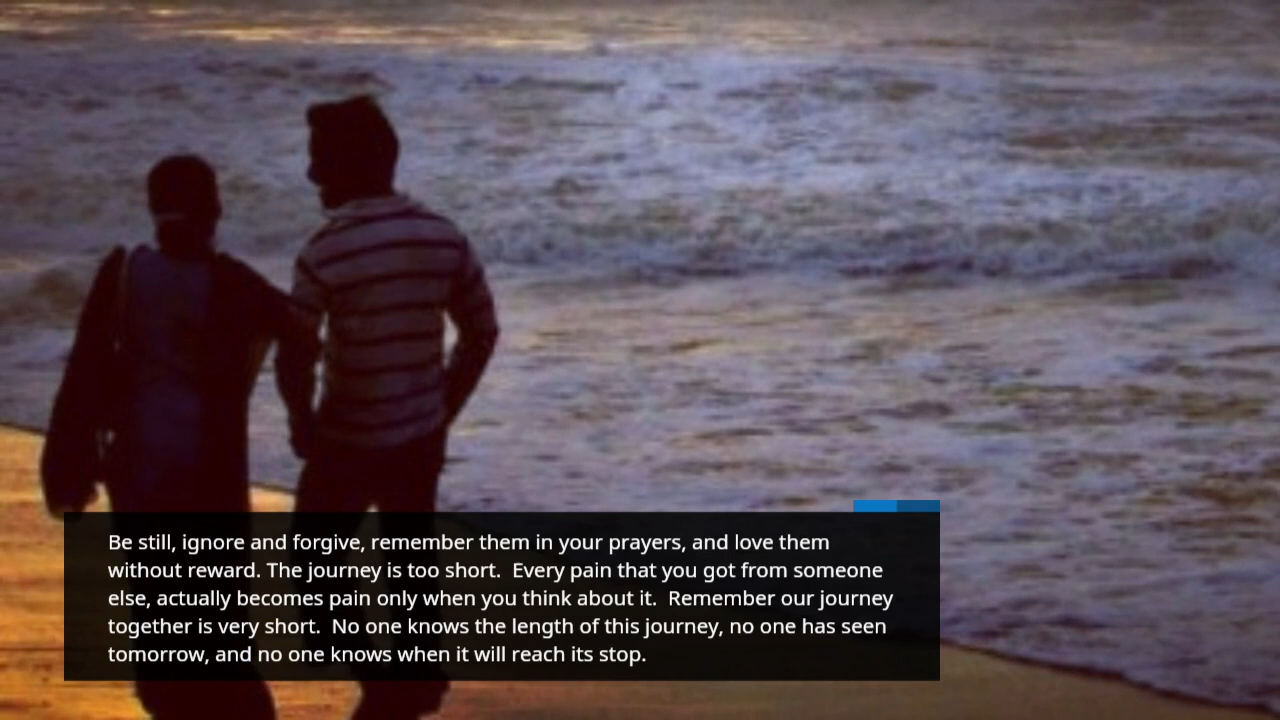 Be still, ignore and forgive, remember them in your prayers, and love them
without reward. The journey is too short.  Every pain that you got from someone
else, actually becomes pain only when you think about it.  Remember our journey
together is very short.  No one knows the length of this journey, no one has seen
tomorrow, and no one knows when it will reach its stop.